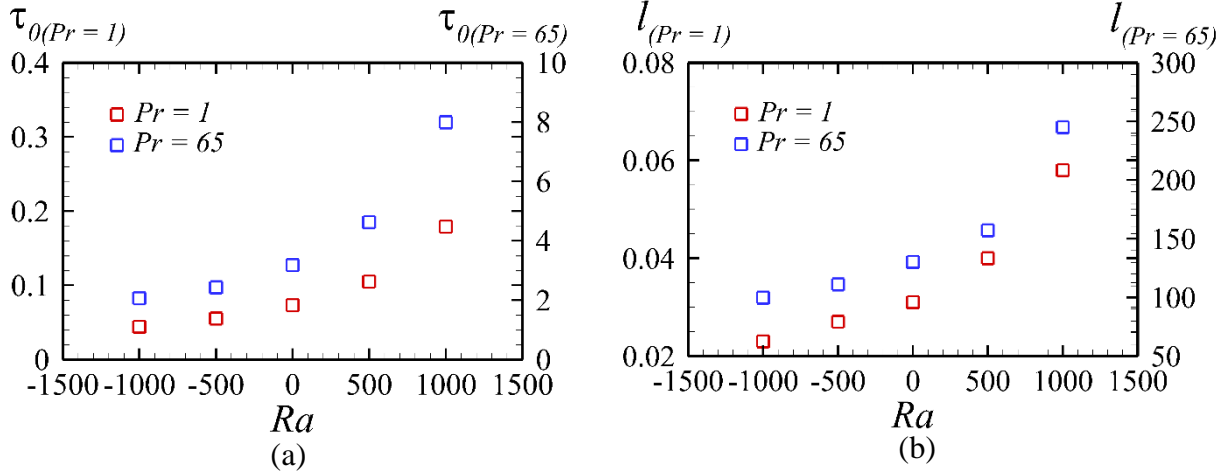 τ0(Pr = 1) τ0(Pr = 65)
0.4 10
Pr = 1
0.3 8
Pr = 65
6
0.2
4
0.1
2
0 0
-1500 -1000 -500 0 500 1000 1500
Ra
(a)
l(Pr = 1) l(Pr = 65)
0.08 300
Pr = 1
250
Pr = 65
0.06
200
150
0.04
100
0.02 50
-1500 -1000 -500 0 500 1000 1500
Ra
(b)